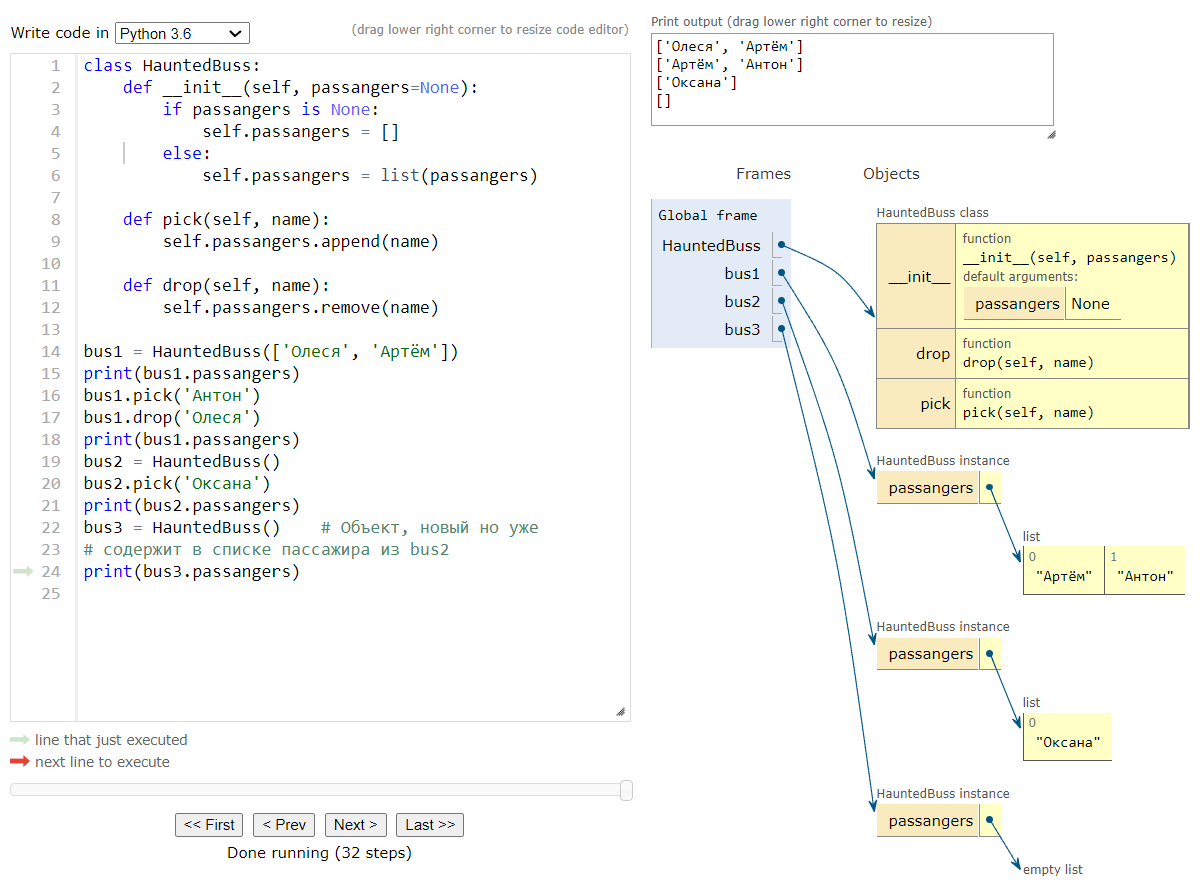 Write code in Python 3.6
(drag lower right corner to resize code editor)
1 class HauntedBuss:
2     def __init__(self, passangers=None):
3         if passangers is None:
4             self.passangers = []
5         else:
6             self.passangers = list(passangers)
7
8     def pick(self, name):
9         self.passangers.append(name)
10
11     def drop(self, name):
12         self.passangers.remove(name)
13
14 bus1 = HauntedBuss(['Олеся', 'Артём'])
15 print(bus1.passangers)
16 bus1.pick('Антон')
17 bus1.drop('Олеся')
18 print(bus1.passangers)
19 bus2 = HauntedBuss()
20 bus2.pick('Оксана')
21 print(bus2.passangers)
22 bus3 = HauntedBuss()    # Объект, новый но уже
23 # содержит в списке пассажира из bus2
24 print(bus3.passangers)
25
line that just executed
next line to execute
<< First
< Prev
Next >
Last >>
Done running (32 steps)
Print output (drag lower right corner to resize)
['Олеся', 'Артём']
['Артём', 'Антон']
['Оксана']
[]
Frames
Objects
Global frame
HauntedBuss
bus1
bus2
bus3
HauntedBuss class
__init__
function
__init__(self, passangers)
default arguments:
passangers None
drop
function
drop(self, name)
pick
function
pick(self, name)
HauntedBuss instance
passangers
list
0 1
"Артём" "Антон"
HauntedBuss instance
passangers
list
0
"Оксана"
HauntedBuss instance
passangers
empty list